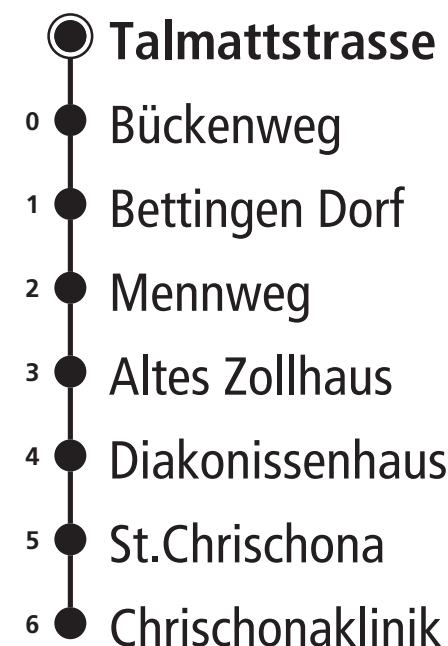 Talmattstrasse
0 Bückenweg
1 Bettingen Dorf
2 Mennweg
3 Altes Zollhaus
4 Diakonissenhaus
5 St.Chrischona
6 Chrischonaklinik